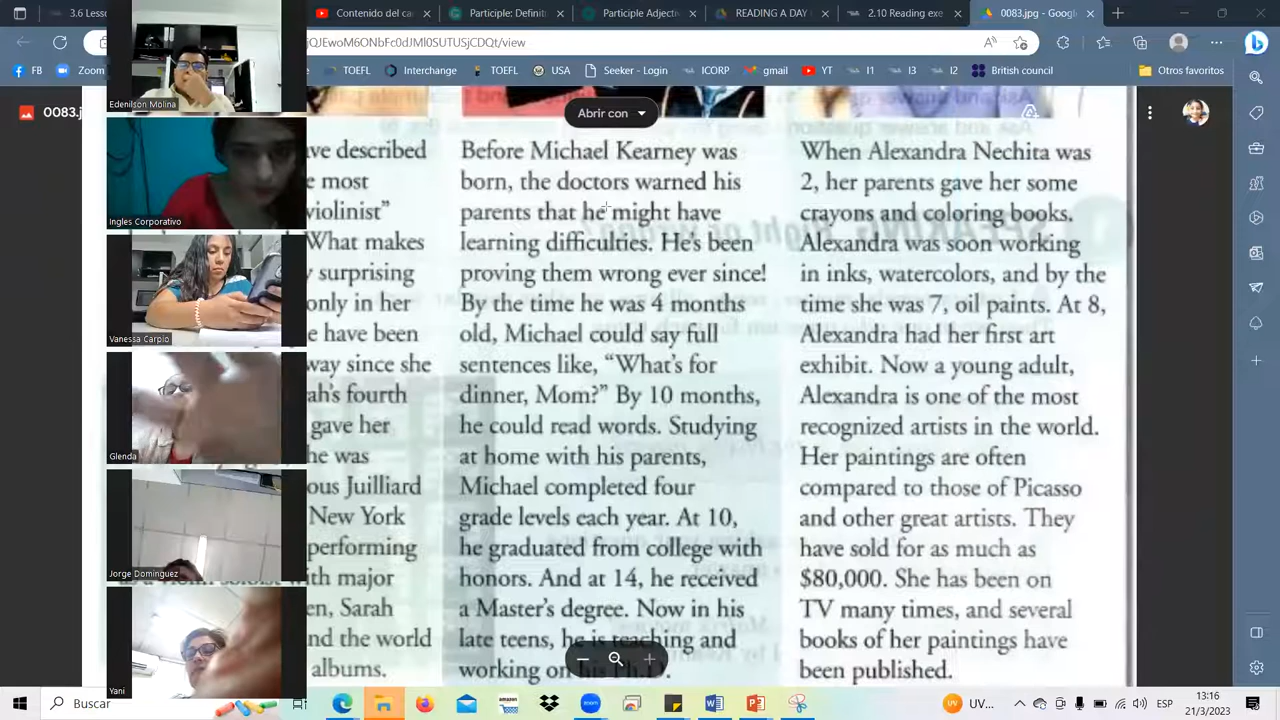 Contenido del ca
Participle: Definit
Participle Adjectiv
READING A DAY
2.10 Reading exe
0083.jpg - Google
QJEwoM6ONbFc0dJMl0SUTUSjCDQt/view
FB
Zoom
TOEFL
Interchange
TOEFL
USA
Seeker - Login
ICORP
gmail
YT
I1
I3
I2
British council
Otros favoritos
0083.j
Abrir con
Edenilson Molina
Ingles Corporativo
Vanessa Carpio
Glenda
Jorge Dominguez
Yani
ve described
e most
violinist”
What makes
surprising
only in her
e have been
way since she
ah's fourth
gave her
he was
ous Juilliard
New York
performing
as a violin soloist with major
en, Sarah
nd the world
albums.
Before Michael Kearney was
born, the doctors warned his
parents that he might have
learning difficulties. He's been
proving them wrong ever since!
By the time he was 4 months
old, Michael could say full
sentences like, “What's for
dinner, Mom?” By 10 months,
he could read words. Studying
at home with his parents,
Michael completed four
grade levels each year. At 10,
he graduated from college with
honors. And at 14, he received
a Master's degree. Now in his
late teens, he is teaching and
working on his Ph.D.
When Alexandra Nechita was
2, her parents gave her some
crayons and coloring books.
Alexandra was soon working
in inks, watercolors, and by the
time she was 7, oil paints. At 8,
Alexandra had her first art
exhibit. Now a young adult,
Alexandra is one of the most
recognized artists in the world.
Her paintings are often
compared to those of Picasso
and other great artists. They
have sold for as much as
$80,000. She has been on
TV many times, and several
books of her paintings have
been published.
Buscar
amazon
zoom
UV...
ESP
13:16
21/3/2023